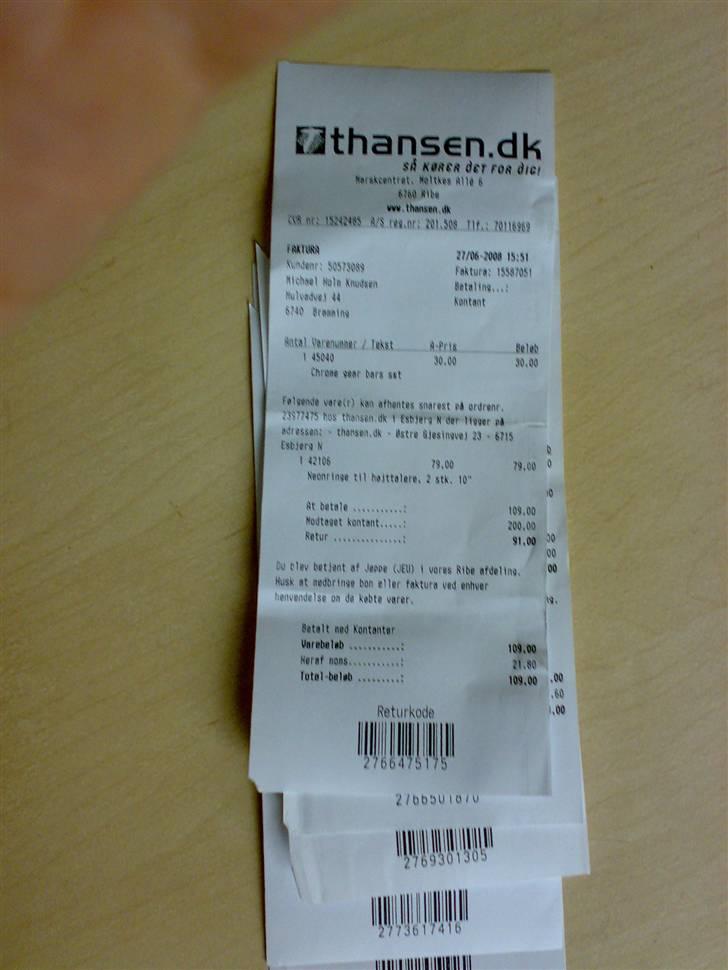 thansen.dk
SÅ KØRER DET FOR DIG!
Marskcentret, Moltkes Allé 6
6760 Ribe
www.thansen.dk
CVR nr: 15242485 A/S reg.nr: 201.508 Tlf.: 70116969
FAKTURA
27/06-2008 15:51
Kundenr: 50573089
Faktura: 15587051
Michael Holm Knudsen
Betaling...:
Hulvadvej 44
Kontant
6740 Bramming
Antal Varenummer / Tekst A-Pris Beløb
1 45040 30.00 30.00
Chrome gear bars sæt
Følgende vare(r) kan afhentes snarest på ordrenr.
23977475 hos thansen.dk i Esbjerg N der ligger på
adressen: - thansen.dk - Østre Gjesingvej 23 - 6715
Esbjerg N
1 42106 79.00 79.00
Neonringe til højttalere, 2 stk. 10"
At betale ...........: 109.00
Modtaget kontant.....: 200.00
Retur ...............: 91.00
Du blev betjent af Jeppe (JEU) i vores Ribe afdeling.
Husk at medbringe bon eller faktura ved enhver
henvendelse om de købte varer.
Betalt med Kontanter
Varebeløb ...........: 109.00
Heraf moms...........: 21.80
Total-beløb .........: 109.00
Returkode
2766475175
2766501870
2769301305
2773617416